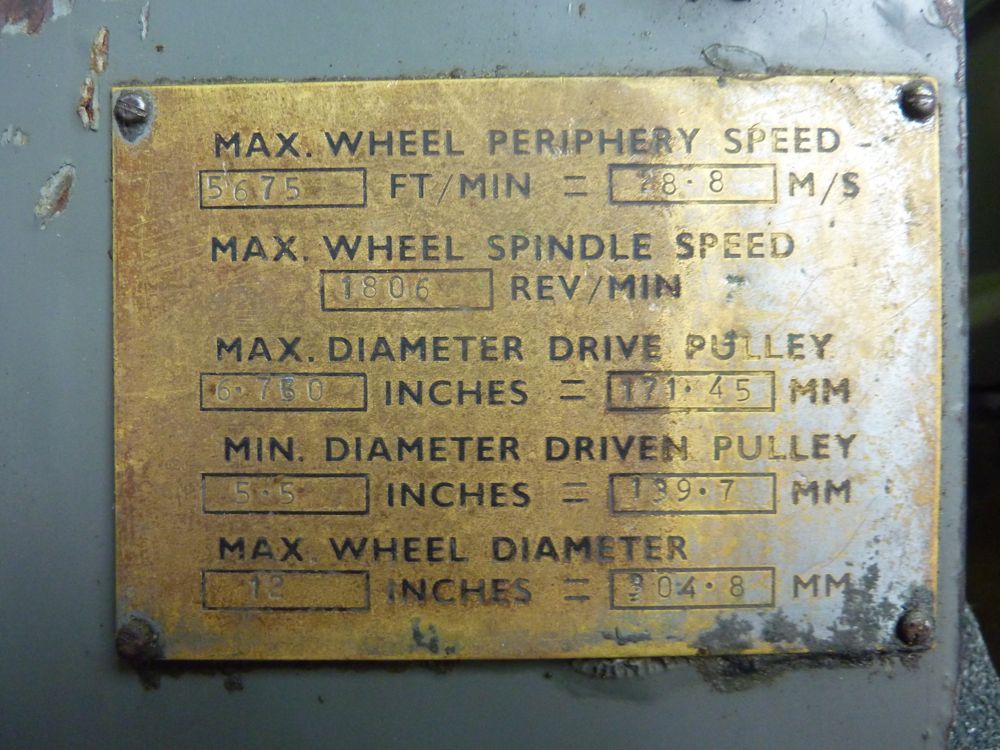 MAX. WHEEL PERIPHERY SPEED
5675 FT/MIN = 28·8 M/S
MAX. WHEEL SPINDLE SPEED
1806 REV/MIN
MAX. DIAMETER DRIVE PULLEY
6·750 INCHES = 171·45 MM
MIN. DIAMETER DRIVEN PULLEY
5·5 INCHES = 139·7 MM
MAX. WHEEL DIAMETER
12 INCHES = 304·8 MM